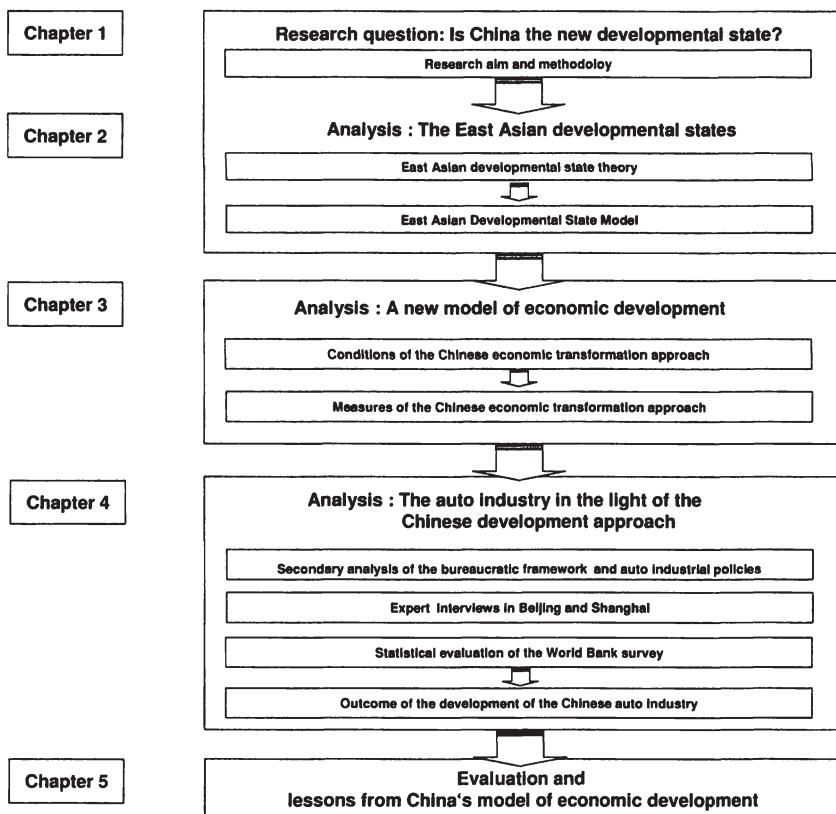 Chapter 1
Research question: Is China the new developmental state?
Research aim and methodoloy
Chapter 2
Analysis : The East Asian developmental states
East Asian developmental state theory
East Asian Developmental State Model
Chapter 3
Analysis : A new model of economic development
Conditions of the Chinese economic transformation approach
Measures of the Chinese economic transformation approach
Chapter 4
Analysis : The auto industry in the light of the
Chinese development approach
Secondary analysis of the bureaucratic framework and auto industrial policies
Expert Interviews in Beijing and Shanghai
Statistical evaluation of the World Bank survey
Outcome of the development of the Chinese auto industry
Chapter 5
Evaluation and
lessons from China's model of economic development